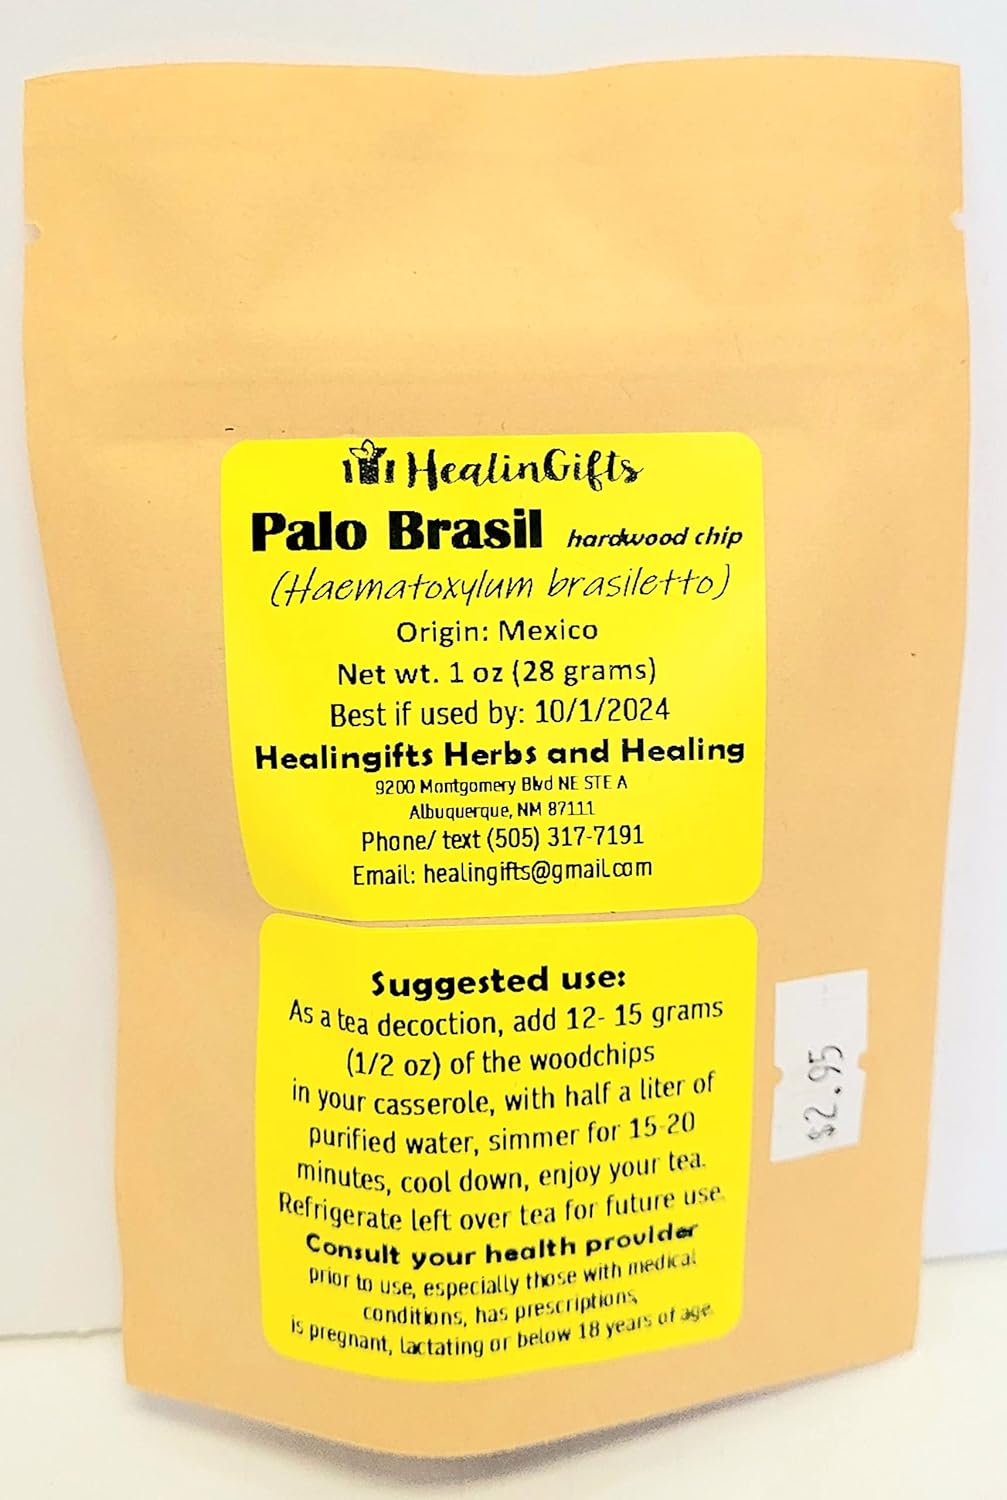 HealinGifts
Palo Brasil hardwood chip
(Haematoxylum brasiletto)
Origin: Mexico
Net wt. 1 oz (28 grams)
Best if used by: 10/1/2024
Healingifts Herbs and Healing
9200 Montgomery Blvd NE STE A
Albuquerque, NM 87111
Phone/ text (505) 317-7191
Email: healingifts@gmail.com
Suggested use:
As a tea decoction, add 12- 15 grams
(1/2 oz) of the woodchips
in your casserole, with half a liter of
purified water, simmer for 15-20
minutes, cool down, enjoy your tea.
Refrigerate left over tea for future use.
Consult your health provider
prior to use, especially those with medical
conditions, has prescriptions,
is pregnant, lactating or below 18 years of age.
$2.95